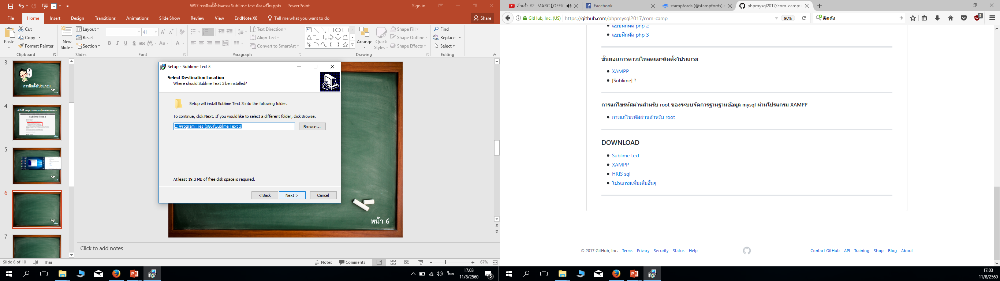 WS7 การติดตั้งโปรแกรม Sublime text ต้องแก้ไข.pptx - PowerPoint
Sign in
File Home Insert Design Transitions Animations Slide Show Review View EndNote X8 Tell me what you want to do Share
Paste
Cut
Copy
Format Painter
Clipboard
New Slide
Layout
Reset
Section
Slides
41
Font
Text Direction
Align Text
Convert to SmartArt
Paragraph
Arrange
Quick Styles
Shape Fill
Shape Outline
Shape Effects
Drawing
Find
Replace
Select
Editing
3
การติดตั้งโปรแกรม
4
เข้าไปที่ https://www.sublimetext.com/3
Sublime Text 3
5
6
7
Setup - Sublime Text 3
Select Destination Location
Where should Sublime Text 3 be installed?
Setup will install Sublime Text 3 into the following folder.
To continue, click Next. If you would like to select a different folder, click Browse.
C:\Program Files (x86)\Sublime Text 3
Browse...
At least 19.3 MB of free disk space is required.
< Back Next > Cancel
หน้า 6
Click to add notes
Slide 6 of 10 Thai Notes Comments 67%
ไทย
17:03
11/8/2560
5
อีกครั้ง #2- MARC【OFFIC
Facebook
stampfords (@stampfords)
phpmysql2017/com-camp:
GitHub, Inc. (US) https://github.com/phpmysql2017/com-camp 90% คิดดัง 3
แบบฝึกหัด php 2
แบบฝึกหัด php 3
ขั้นตอนการดาวน์โหลดและติดตั้งโปรแกรม
XAMPP
[Sublime] ?
การแก้ไขรหัสผ่านสำหรับ root ของระบบจัดการฐานฐานข้อมูล mysql ผ่านโปรแกรม XAMPP
การแก้ไขรหัสผ่านสำหรับ root
DOWNLOAD
Sublime text
XAMPP
HRIS sql
โปรแกรมเพิ่มเติมอื่นๆ
© 2017 GitHub, Inc. Terms Privacy Security Status Help
Contact GitHub API Training Shop Blog About
17:03
11/8/2560